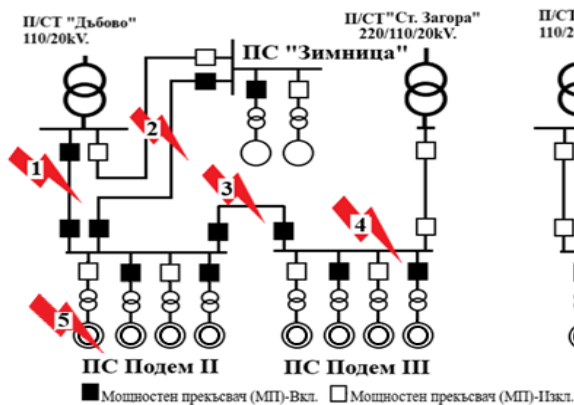 П/СТ "Дъбово"
110/20kV.
ПС "Зимница"
П/СТ"Ст. Загора"
220/110/20kV.
П/СТ
110/2
1
2
3
4
5
ПС Подем II
ПС Подем III
Мощностен прекъсвач (МП)-Вкл.
Мощностен прекъсвач (МП)-Изкл.